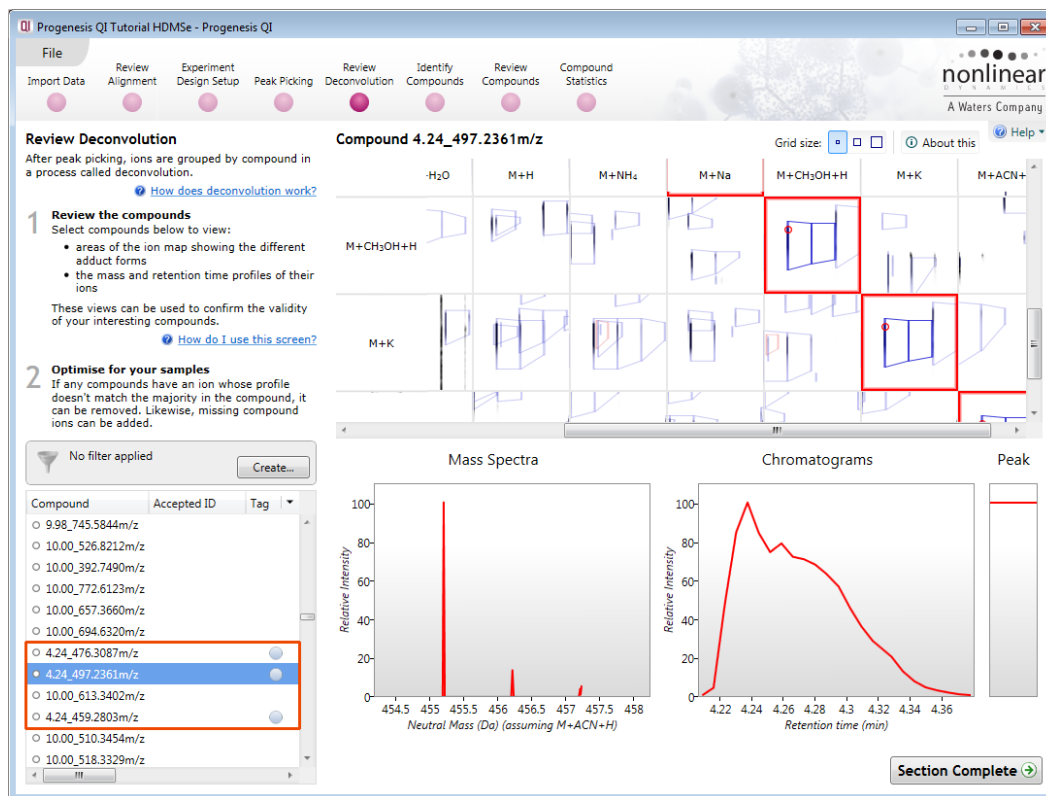 Progenesis QI Tutorial HDMSe - Progenesis QI
File
Import Data
Review
Alignment
Experiment
Design Setup
Peak Picking
Review
Deconvolution
Identify
Compounds
Review
Compounds
Compound
Statistics
nonlinear
DYNAMICS
A Waters Company
Review Deconvolution
After peak picking, ions are grouped by compound in
a process called deconvolution.
How does deconvolution work?
1 Review the compounds
Select compounds below to view:
• areas of the ion map showing the different
adduct forms
• the mass and retention time profiles of their
ions
These views can be used to confirm the validity
of your interesting compounds.
How do I use this screen?
2 Optimise for your samples
If any compounds have an ion whose profile
doesn't match the majority in the compound, it
can be removed. Likewise, missing compound
ions can be added.
No filter applied
Create...
Compound Accepted ID Tag
9.98_745.5844m/z
10.00_526.8212m/z
10.00_392.7490m/z
10.00_772.6123m/z
10.00_657.3660m/z
10.00_694.6320m/z
4.24_476.3087m/z
4.24_497.2361m/z
10.00_613.3402m/z
4.24_459.2803m/z
10.00_510.3454m/z
10.00_518.3329m/z
Compound 4.24_497.2361m/z
Grid size:
About this
Help
·H₂O M+H M+NH₄ M+Na M+CH₃OH+H M+K M+ACN+
M+CH₃OH+H
M+K
Mass Spectra
Relative Intensity
100
80
60
40
20
0
454.5 455 455.5 456 456.5 457 457.5 458
Neutral Mass (Da) (assuming M+ACN+H)
Chromatograms
Relative Intensity
100
80
60
40
20
0
4.22 4.24 4.26 4.28 4.3 4.32 4.34 4.36
Retention time (min)
Peak
Section Complete